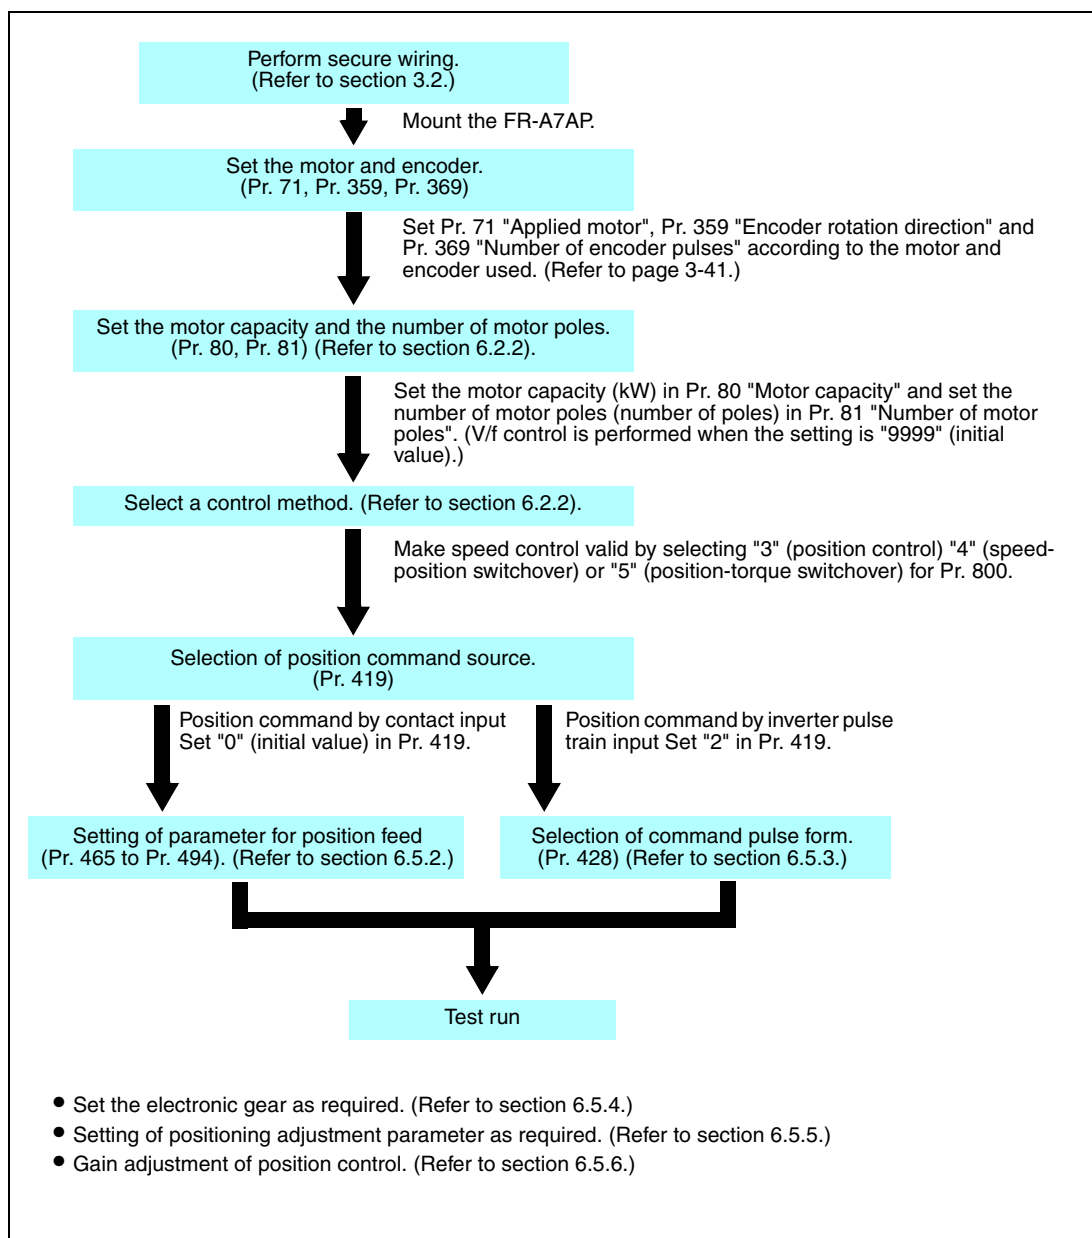 Perform secure wiring.
(Refer to section 3.2.)
Mount the FR-A7AP.
Set the motor and encoder.
(Pr. 71, Pr. 359, Pr. 369)
Set Pr. 71 "Applied motor", Pr. 359 "Encoder rotation direction" and
Pr. 369 "Number of encoder pulses" according to the motor and
encoder used. (Refer to page 3-41.)
Set the motor capacity and the number of motor poles.
(Pr. 80, Pr. 81) (Refer to section 6.2.2).
Set the motor capacity (kW) in Pr. 80 "Motor capacity" and set the
number of motor poles (number of poles) in Pr. 81 "Number of motor
poles". (V/f control is performed when the setting is "9999" (initial
value).)
Select a control method. (Refer to section 6.2.2).
Make speed control valid by selecting "3" (position control) "4" (speed-
position switchover) or "5" (position-torque switchover) for Pr. 800.
Selection of position command source.
(Pr. 419)
Position command by contact input
Set "0" (initial value) in Pr. 419.
Position command by inverter pulse
train input Set "2" in Pr. 419.
Setting of parameter for position feed
(Pr. 465 to Pr. 494). (Refer to section 6.5.2.)
Selection of command pulse form.
(Pr. 428) (Refer to section 6.5.3.)
Test run
● Set the electronic gear as required. (Refer to section 6.5.4.)
● Setting of positioning adjustment parameter as required. (Refer to section 6.5.5.)
● Gain adjustment of position control. (Refer to section 6.5.6.)